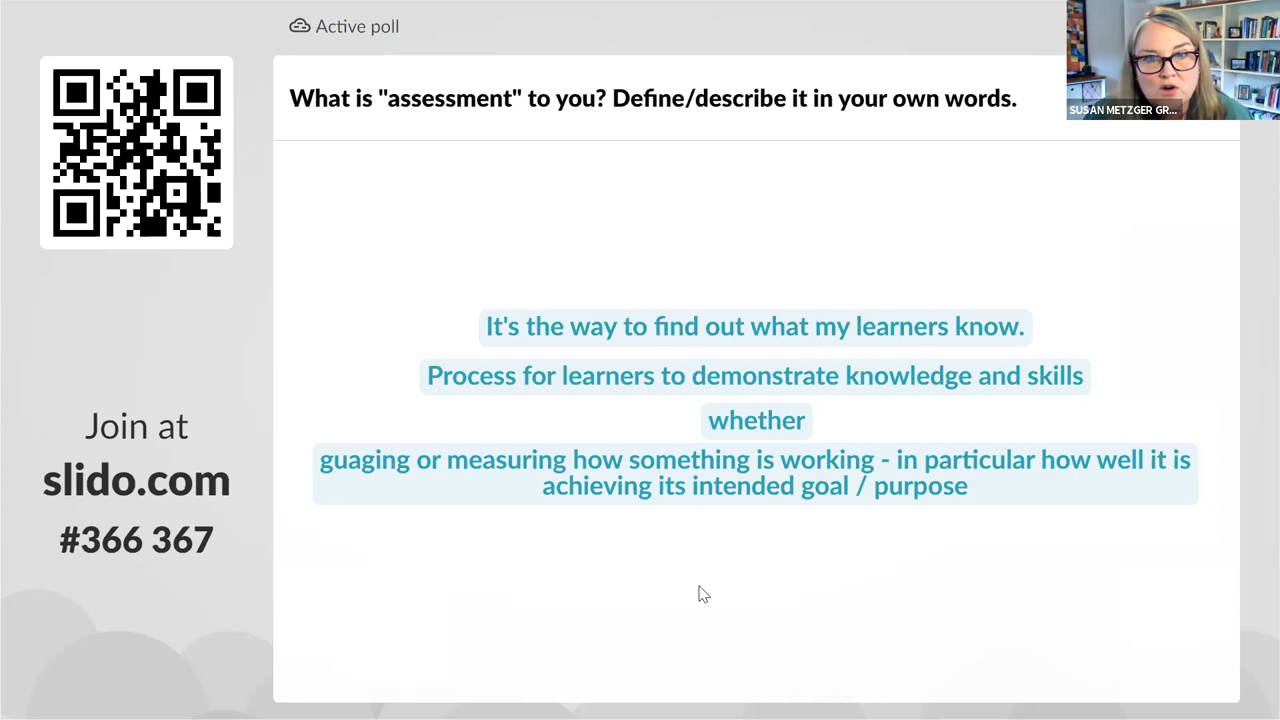 Active poll
What is "assessment" to you? Define/describe it in your own words.
SUSAN METZGER GR...
It's the way to find out what my learners know.
Process for learners to demonstrate knowledge and skills
whether
guaging or measuring how something is working - in particular how well it is
achieving its intended goal / purpose
Join at
slido.com
#366 367